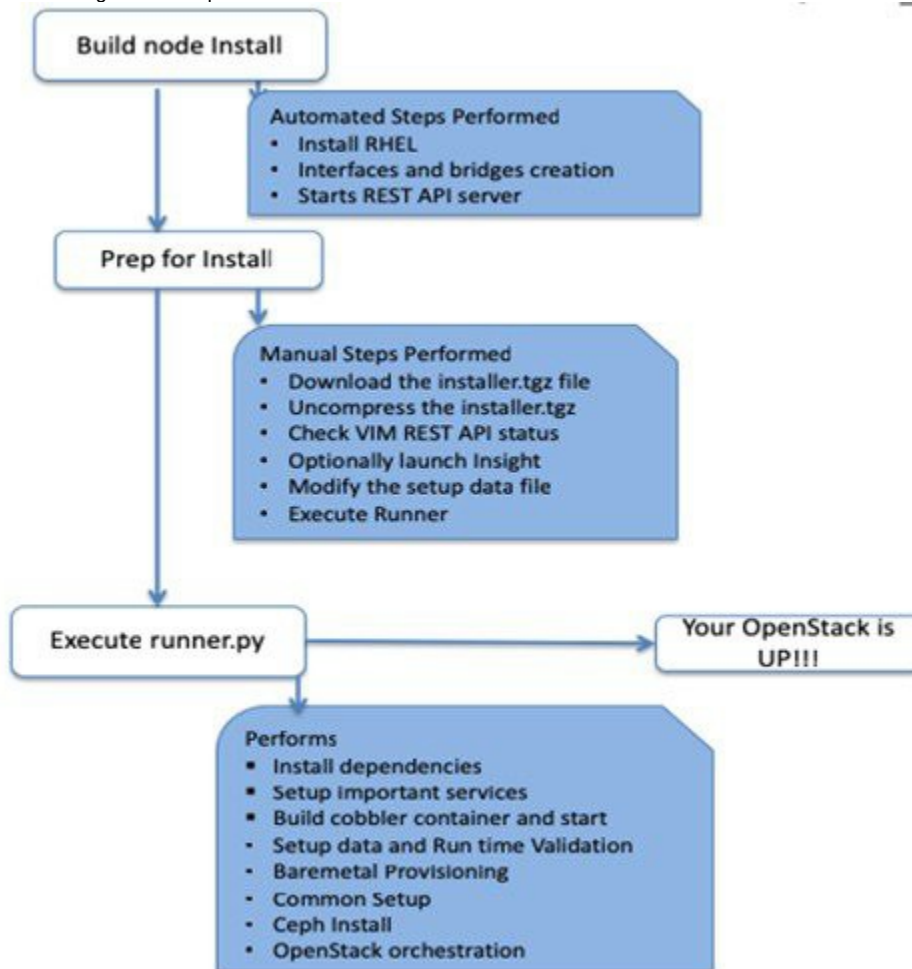 Build node Install
Automated Steps Performed
• Install RHEL
• Interfaces and bridges creation
• Starts REST API server
Prep for Install
Manual Steps Performed
• Download the installer.tgz file
• Uncompress the installer.tgz
• Check VIM REST API status
• Optionally launch Insight
• Modify the setup data file
• Execute Runner
Execute runner.py
Your OpenStack is
UP!!!
Performs
▪ Install dependencies
▪ Setup important services
▪ Build cobbler container and start
- Setup data and Run time Validation
- Baremetal Provisioning
- Common Setup
- Ceph Install
• OpenStack orchestration